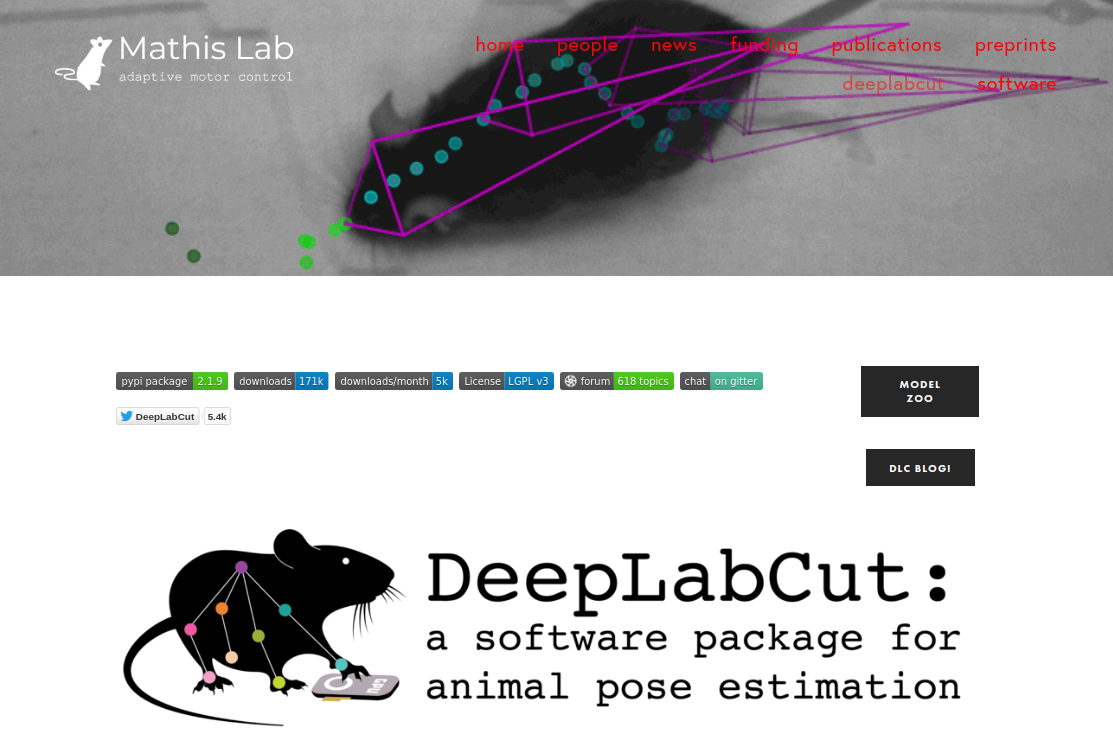 Mathis Lab
adaptive motor control
home people news funding publications preprints
deeplabcut software
pypi package 2.1.9 downloads 171k downloads/month 5k License LGPL v3 forum 618 topics chat on gitter
DeepLabCut 5.4k
MODEL
ZOO
DLC BLOG!
DeepLabCut:
a software package for
animal pose estimation
GPU